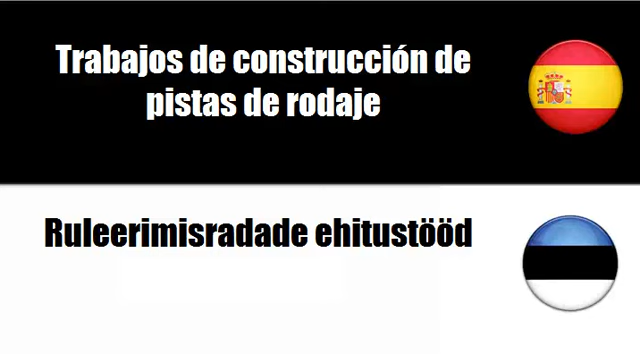 Trabajos de construcción de
pistas de rodaje
Ruleerimisradade ehitustööd